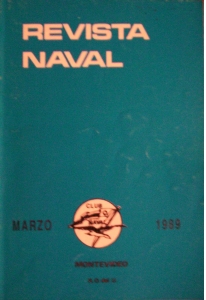 REVISTA
NAVAL
MARZO 1989
CLUB
MONTEVIDEO